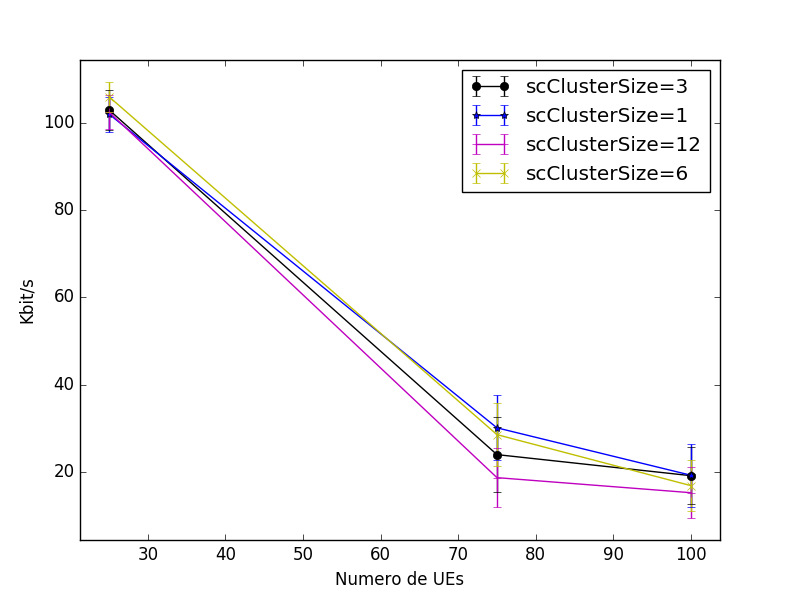 scClusterSize=3
scClusterSize=1
scClusterSize=12
scClusterSize=6
100
80
60
40
20
Kbit/s
30 40 50 60 70 80 90 100
Numero de UEs